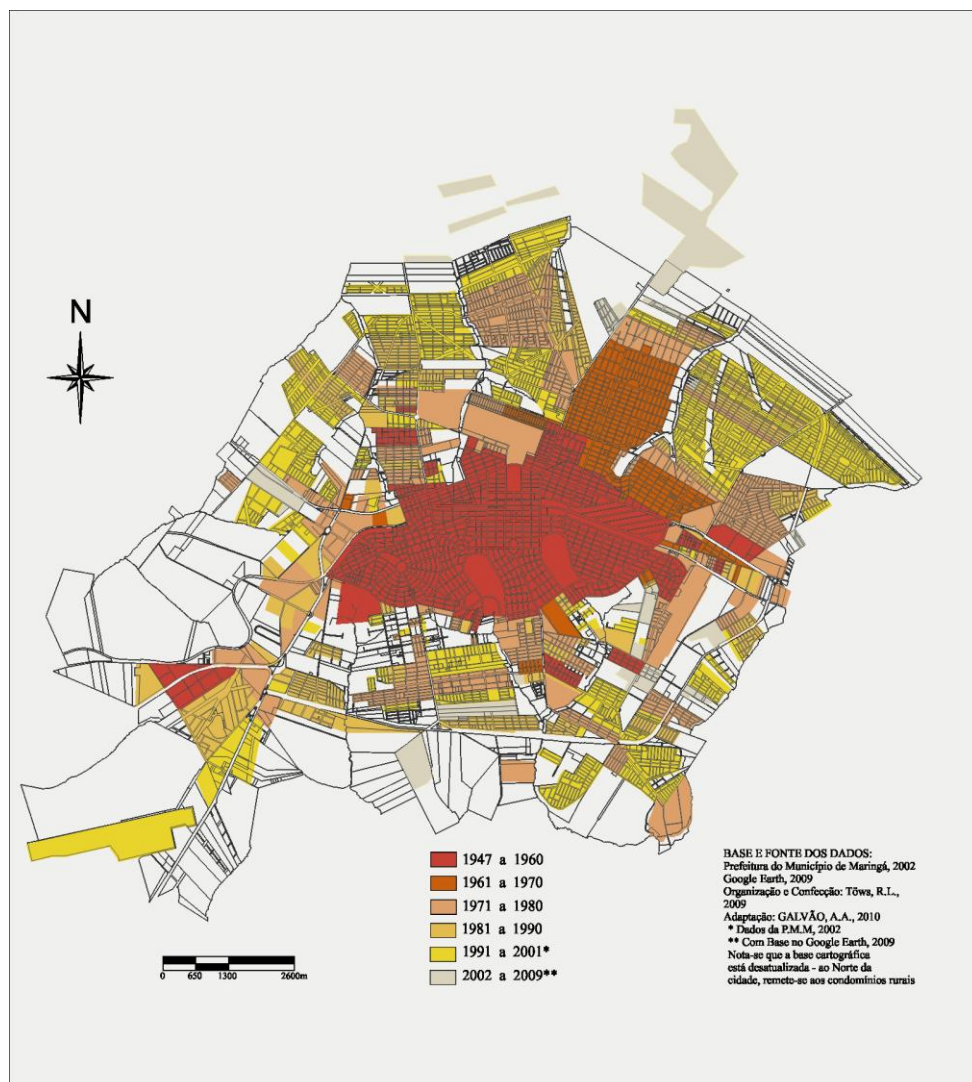 N
1947 a 1960
1961 a 1970
1971 a 1980
1981 a 1990
1991 a 2001*
2002 a 2009**
0 650 1300 2600m
BASE E FONTE DOS DADOS:
Prefeitura do Município de Maringá, 2002
Google Earth, 2009
Organização e Confecção: Töws, R.L.,
2009
Adaptação: GALVÃO, A.A., 2010
* Dados da P.M.M, 2002
** Com Base no Google Earth, 2009
Nota-se que a base cartográfica
está desatualizada - ao Norte da
cidade, remete-se aos condomínios rurais